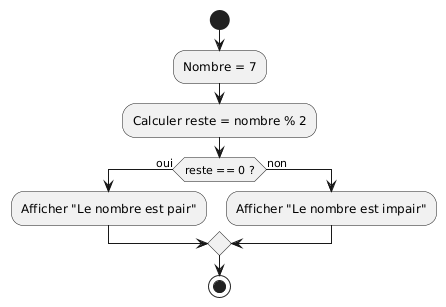 Nombre = 7
Calculer reste = nombre % 2
oui
reste == 0 ?
non
Afficher "Le nombre est pair"
Afficher "Le nombre est impair"